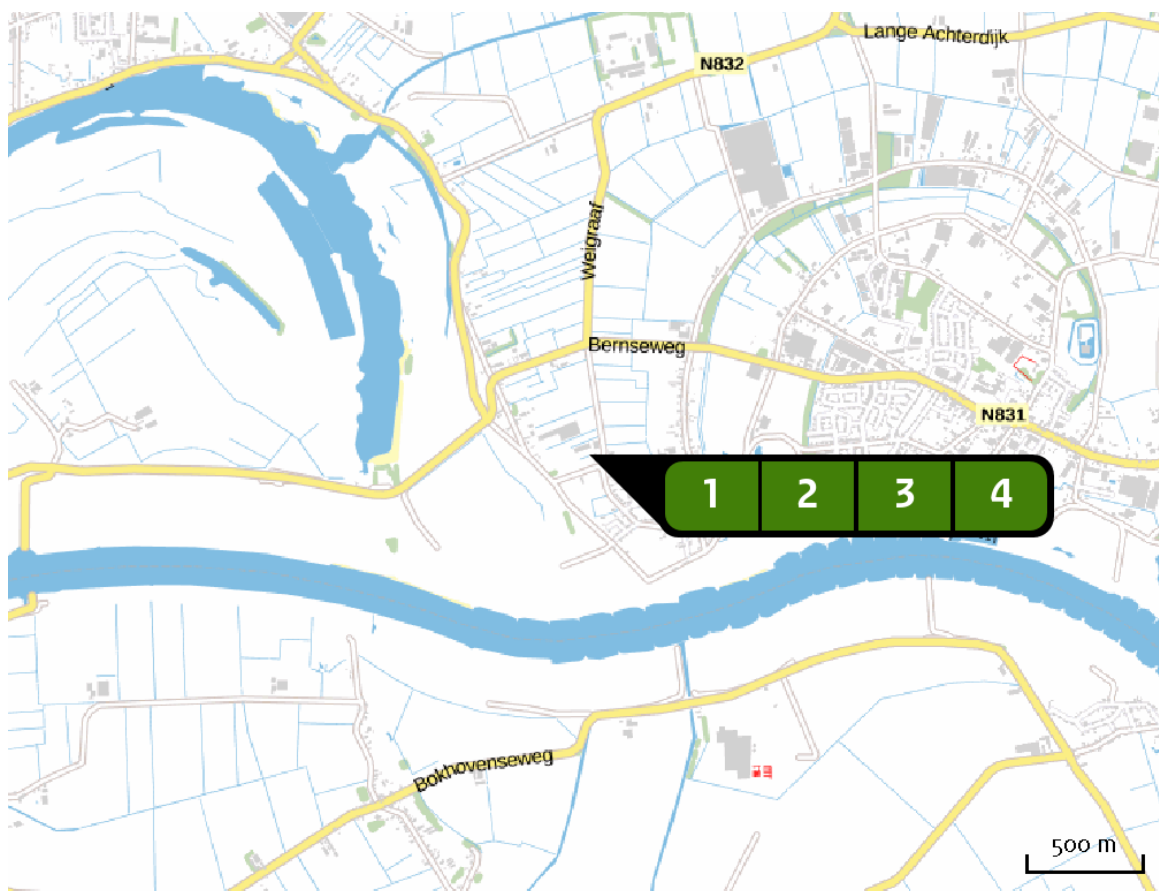 Lange Achterdijk
N832
Weigraaf
Bernseweg
N831
1 2 3 4
Bokhovenseweg
500 m